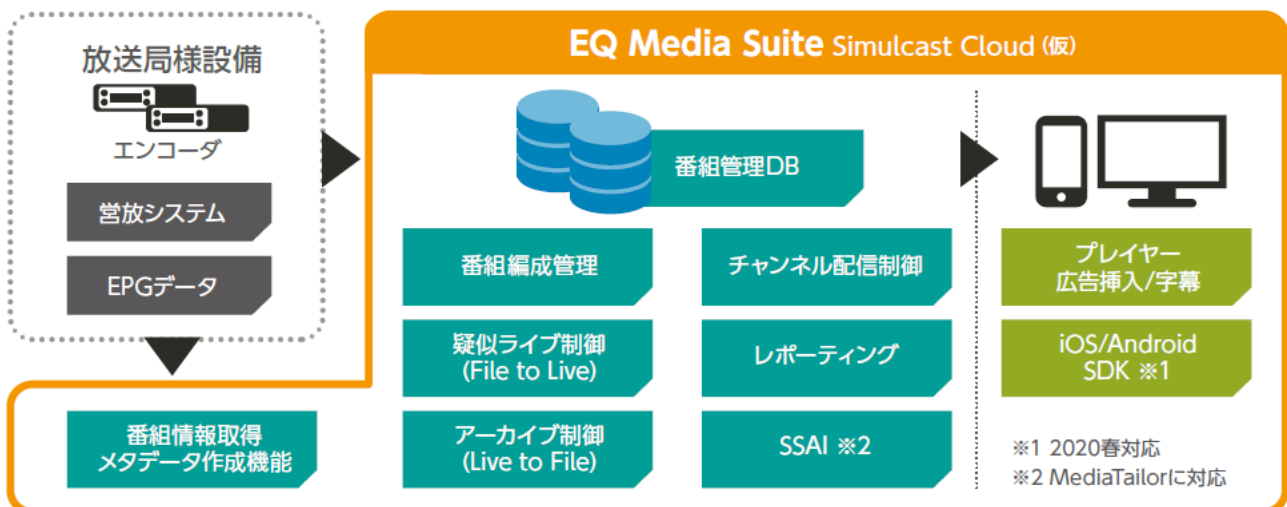 放送局様設備
エンコーダ
営放システム
EPGデータ
番組情報取得
メタデータ作成機能
EQ Media Suite Simulcast Cloud (仮)
番組管理DB
番組編成管理
チャンネル配信制御
疑似ライブ制御
(File to Live)
レポーティング
アーカイブ制御
(Live to File)
SSAI ※2
プレイヤー
広告挿入/字幕
iOS/Android
SDK ※1
※1 2020春対応
※2 MediaTailorに対応